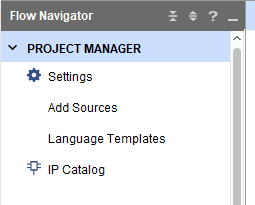 Flow Navigator
PROJECT MANAGER
Settings
Add Sources
Language Templates
IP Catalog